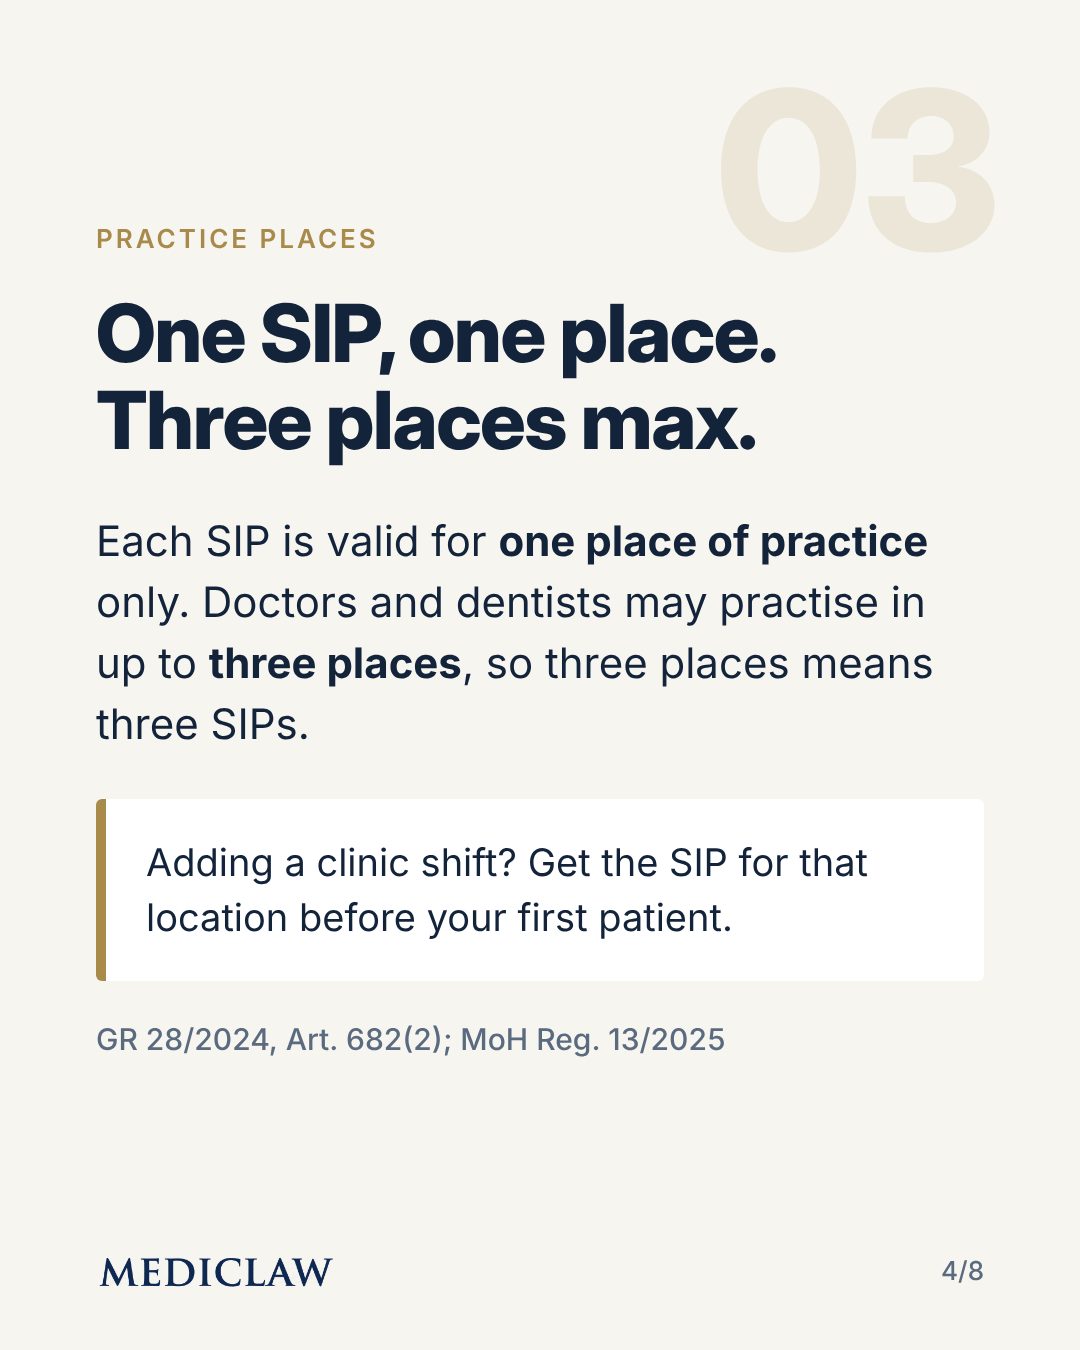 03
PRACTICE PLACES
One SIP, one place.
Three places max.
Each SIP is valid for one place of practice
only. Doctors and dentists may practise in
up to three places, so three places means
three SIPs.
Adding a clinic shift? Get the SIP for that
location before your first patient.
GR 28/2024, Art. 682(2); MoH Reg. 13/2025
MEDICLAW
4/8